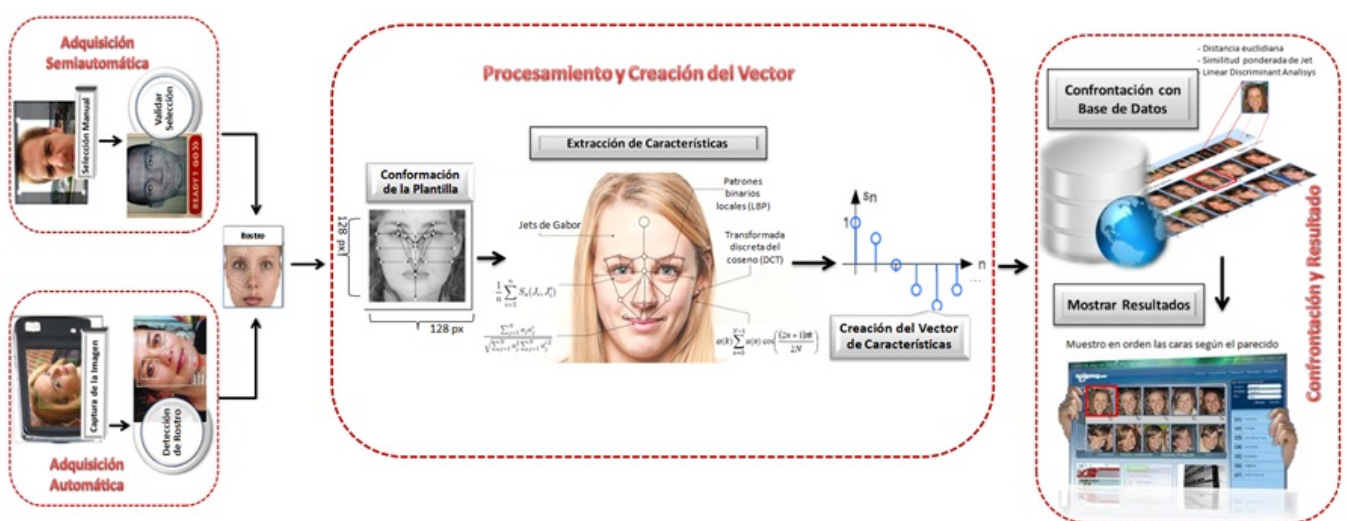 Adquisición
Semiautomática
Selección Manual
Validar
Selección
READY? GO >>
Rostro
Captura de la Imagen
Detección
de Rostro
Adquisición
Automática
Procesamiento y Creación del Vector
Conformación
de la Plantilla
128 px
128 px
Extracción de Características
Jets de Gabor
Patrones
binarios
locales (LBP)
Transformada
discreta del
coseno (DCT)
Sn
1
n
...
Creación del Vector
de Características
- Distancia euclidiana
- Similitud ponderada de Jet
- Linear Discriminant Analisys
Confrontación con
Base de Datos
Mostrar Resultados
Muestro en orden las caras según el parecido
Confrontación y Resultado